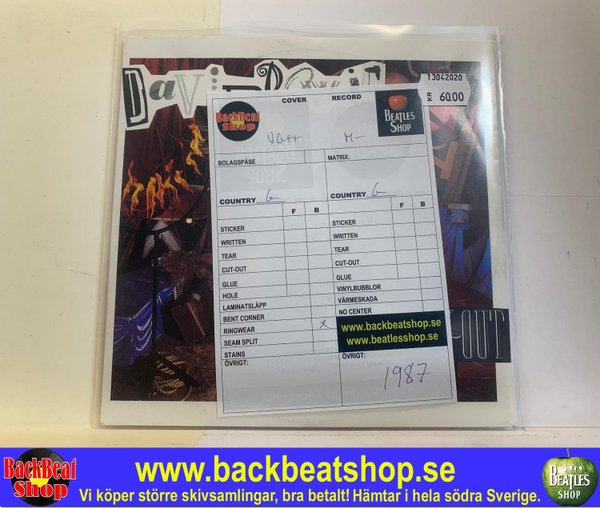 DaViD BOWiE
13042020
KR 60.00
COVER RECORD
BackBeat Shop
BEATLES SHOP
VG++ M-
BOLAGSPÅSE MATRIX:
COUNTRY G COUNTRY G
F B F B
STICKER STICKER
WRITTEN WRITTEN
TEAR TEAR
CUT-OUT CUT-OUT
GLUE GLUE
HOLE VINYLBUBBLOR
LAMINATSLÄPP VÄRMESKADA
BENT CORNER NO CENTER
RINGWEAR X
SEAM SPLIT
STAINS
www.backbeatshop.se
www.beatlesshop.se
ÖVRIGT: ÖVRIGT:
1987
-OUT
BackBeat Shop
www.backbeatshop.se
Vi köper större skivsamlingar, bra betalt! Hämtar i hela södra Sverige.
BEATLES SHOP